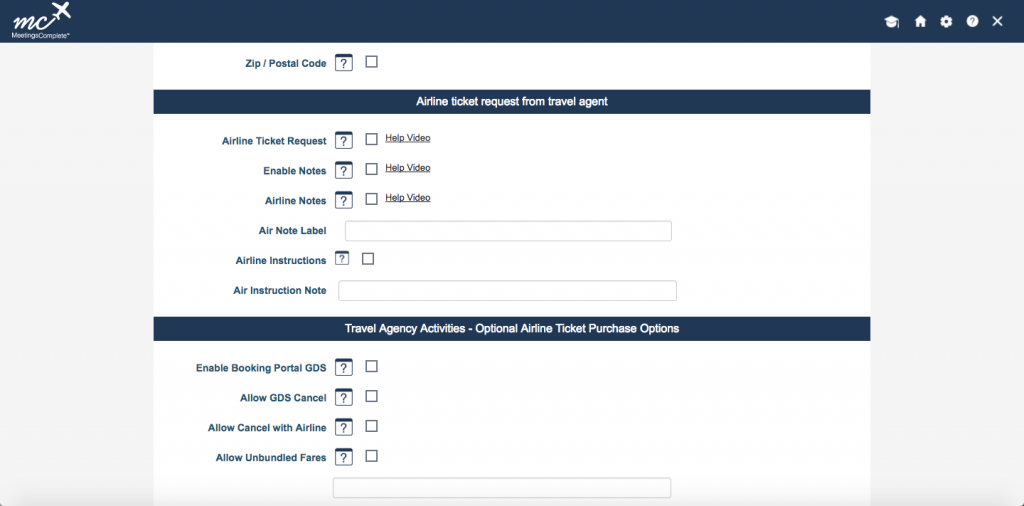 mc
MeetingsComplete™
Zip / Postal Code ?
Airline ticket request from travel agent
Airline Ticket Request ? Help Video
Enable Notes ? Help Video
Airline Notes ? Help Video
Air Note Label
Airline Instructions ?
Air Instruction Note
Travel Agency Activities - Optional Airline Ticket Purchase Options
Enable Booking Portal GDS ?
Allow GDS Cancel ?
Allow Cancel with Airline ?
Allow Unbundled Fares ?